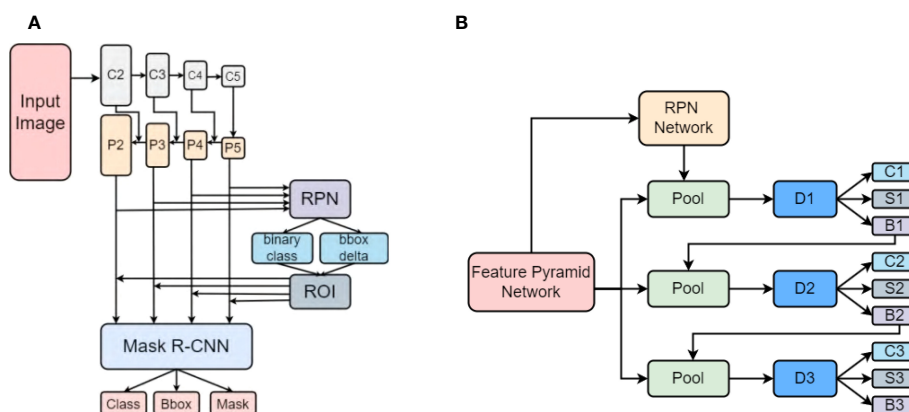 A
Input
Image
C2
C3
C4
C5
P2
P3
P4
P5
RPN
binary
class
bbox
delta
ROI
Mask R-CNN
Class
Bbox
Mask
B
RPN
Network
Feature Pyramid
Network
Pool
D1
C1
S1
B1
Pool
D2
C2
S2
B2
Pool
D3
C3
S3
B3